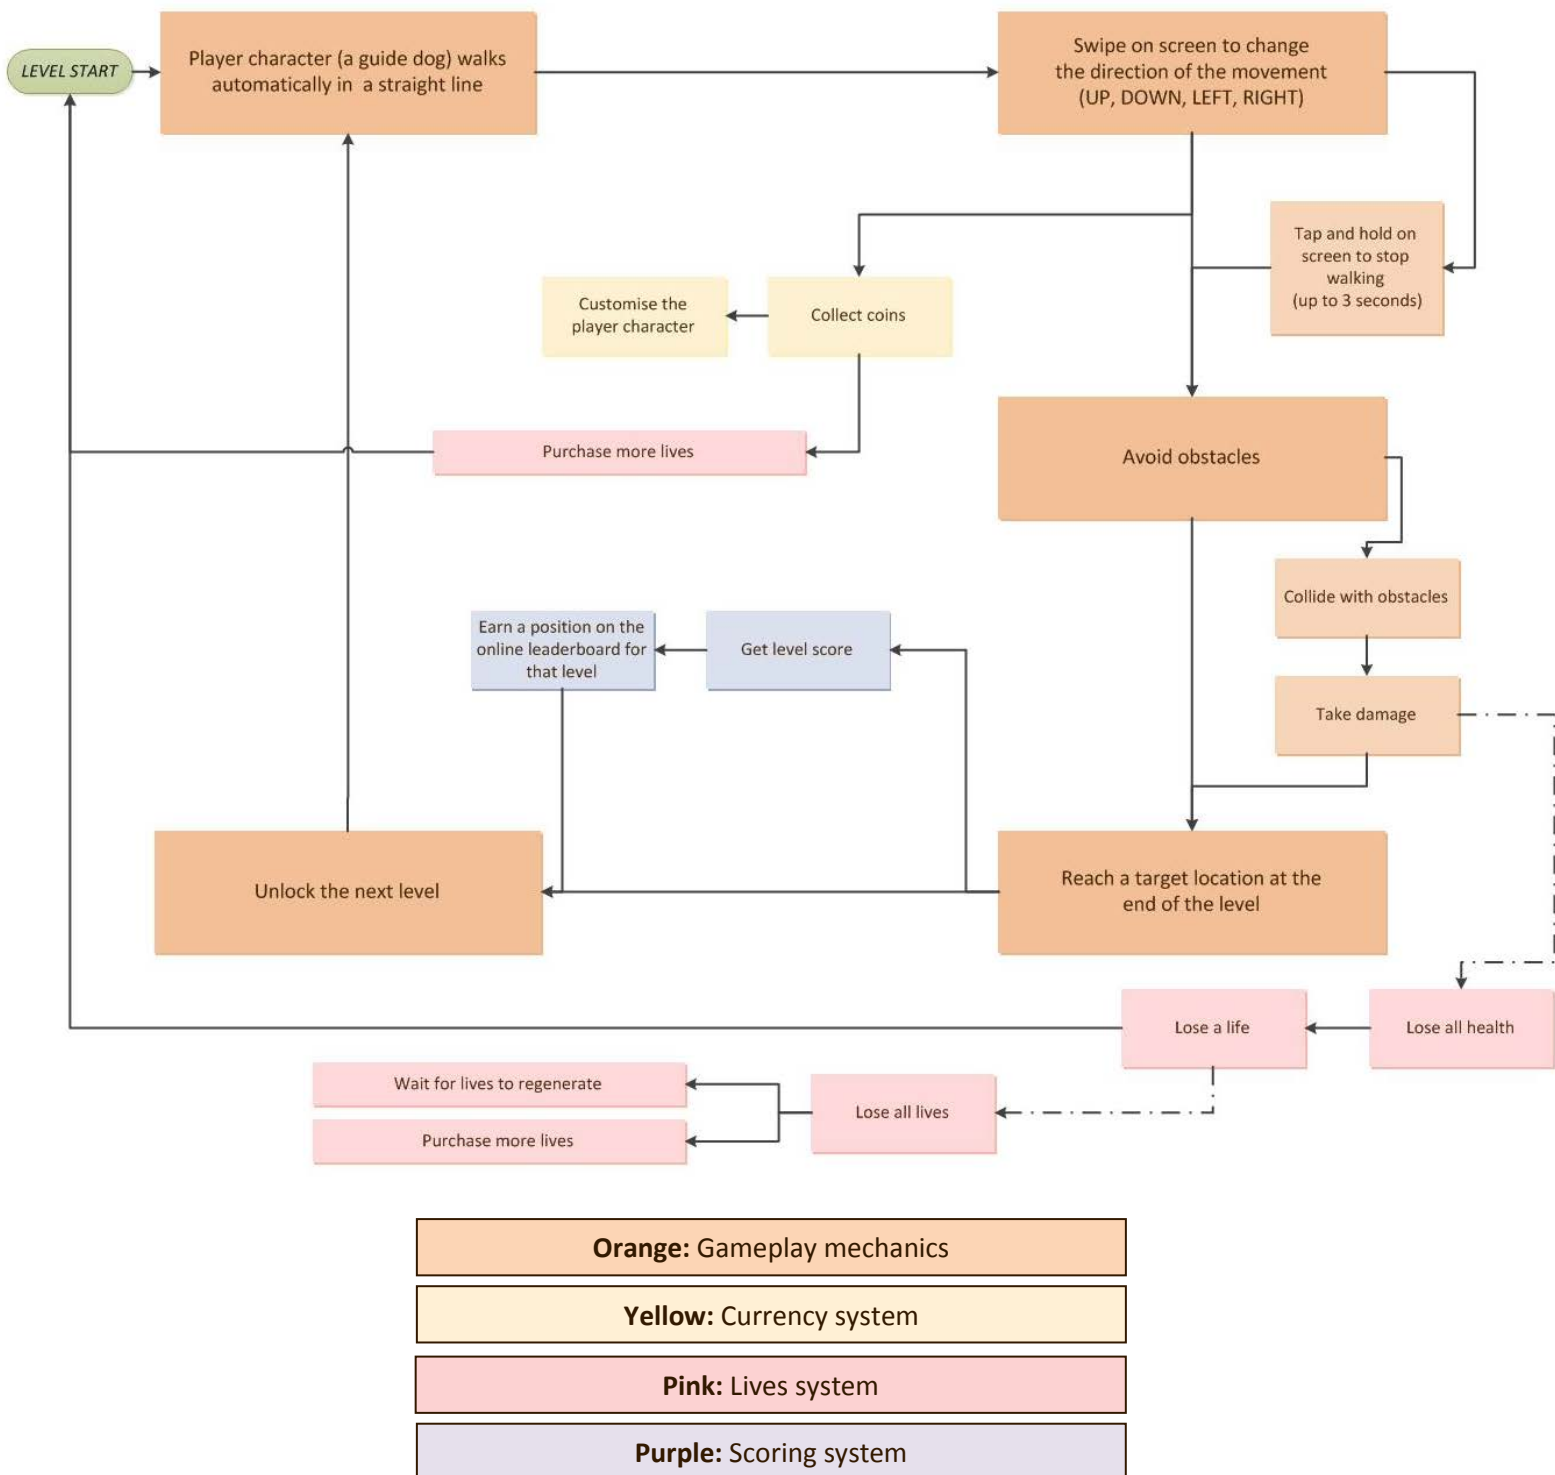 LEVEL START
Player character (a guide dog) walks
automatically in a straight line
Swipe on screen to change
the direction of the movement
(UP, DOWN, LEFT, RIGHT)
Tap and hold on
screen to stop
walking
(up to 3 seconds)
Customise the
player character
Collect coins
Purchase more lives
Avoid obstacles
Collide with obstacles
Earn a position on the
online leaderboard for
that level
Get level score
Take damage
Unlock the next level
Reach a target location at the
end of the level
Lose a life
Lose all health
Wait for lives to regenerate
Lose all lives
Purchase more lives
Orange: Gameplay mechanics
Yellow: Currency system
Pink: Lives system
Purple: Scoring system